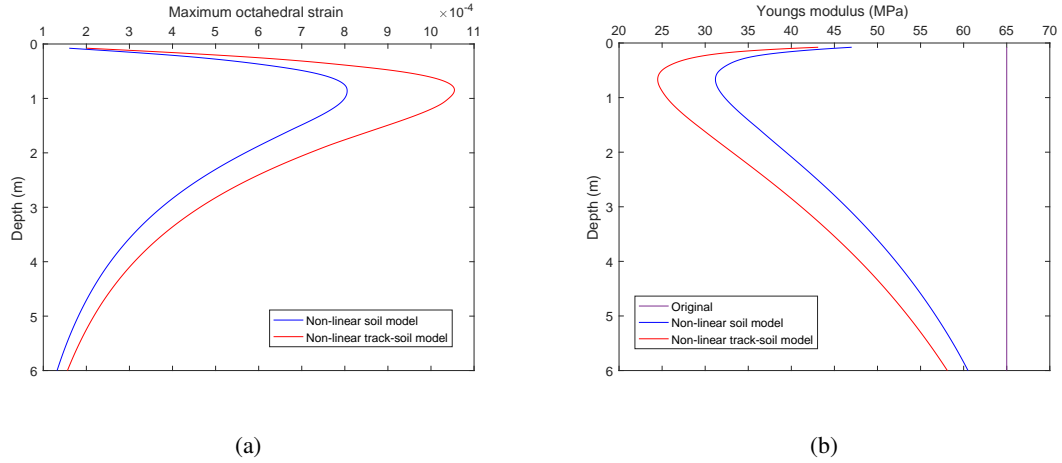 Maximum octahedral strain
×10⁻⁴
1 2 3 4 5 6 7 8 9 10 11
0
1
2
3
4
5
6
Depth (m)
Non-linear soil model
Non-linear track-soil model
(a)
Youngs modulus (MPa)
20 25 30 35 40 45 50 55 60 65 70
0
1
2
3
4
5
6
Depth (m)
Original
Non-linear soil model
Non-linear track-soil model
(b)